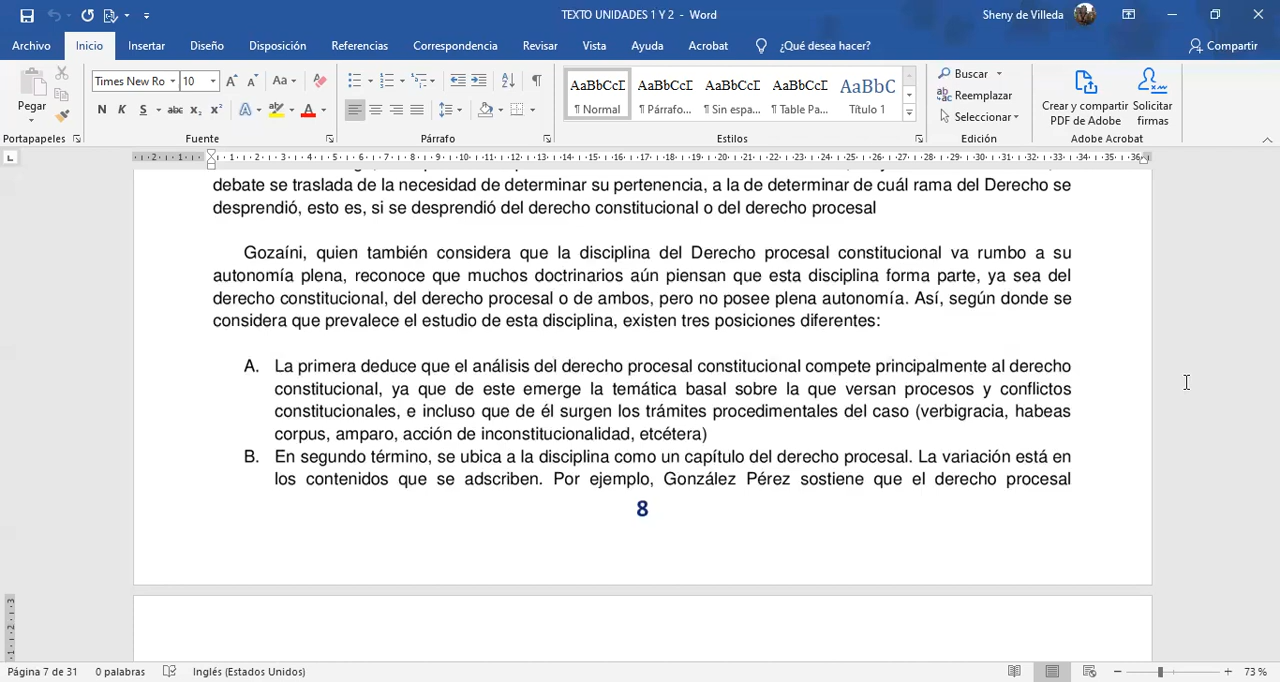 TEXTO UNIDADES 1 Y 2 - Word
Sheny de Villeda
Archivo Inicio Insertar Diseño Disposición Referencias Correspondencia Revisar Vista Ayuda Acrobat ¿Qué desea hacer? Compartir
Pegar
Times New Ro 10
N K S abc x₂ x²
AaBbCcD AaBbCcD AaBbCcD AaBbCcD AaBbC
¶ Normal ¶ Párrafo... ¶ Sin espa... ¶ Table Pa... Título 1
Buscar
Reemplazar
Seleccionar
Crear y compartir PDF de Adobe
Solicitar firmas
Portapapeles Fuente Párrafo Estilos Edición Adobe Acrobat
debate se traslada de la necesidad de determinar su pertenencia, a la de determinar de cuál rama del Derecho se
desprendió, esto es, si se desprendió del derecho constitucional o del derecho procesal
Gozaíni, quien también considera que la disciplina del Derecho procesal constitucional va rumbo a su
autonomía plena, reconoce que muchos doctrinarios aún piensan que esta disciplina forma parte, ya sea del
derecho constitucional, del derecho procesal o de ambos, pero no posee plena autonomía. Así, según donde se
considera que prevalece el estudio de esta disciplina, existen tres posiciones diferentes:
A. La primera deduce que el análisis del derecho procesal constitucional compete principalmente al derecho
constitucional, ya que de este emerge la temática basal sobre la que versan procesos y conflictos
constitucionales, e incluso que de él surgen los trámites procedimentales del caso (verbigracia, habeas
corpus, amparo, acción de inconstitucionalidad, etcétera)
B. En segundo término, se ubica a la disciplina como un capítulo del derecho procesal. La variación está en
los contenidos que se adscriben. Por ejemplo, González Pérez sostiene que el derecho procesal
8
Página 7 de 31 0 palabras Inglés (Estados Unidos) 73 %